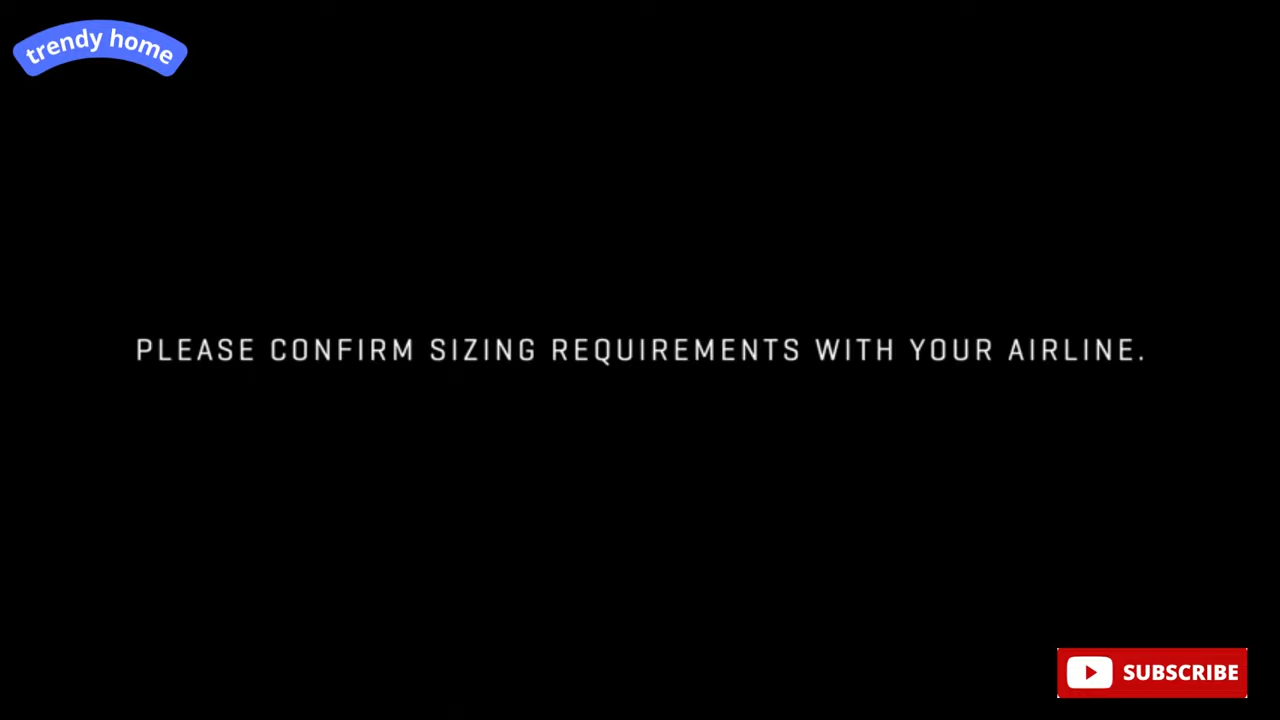 trendy home
PLEASE CONFIRM SIZING REQUIREMENTS WITH YOUR AIRLINE.
SUBSCRIBE